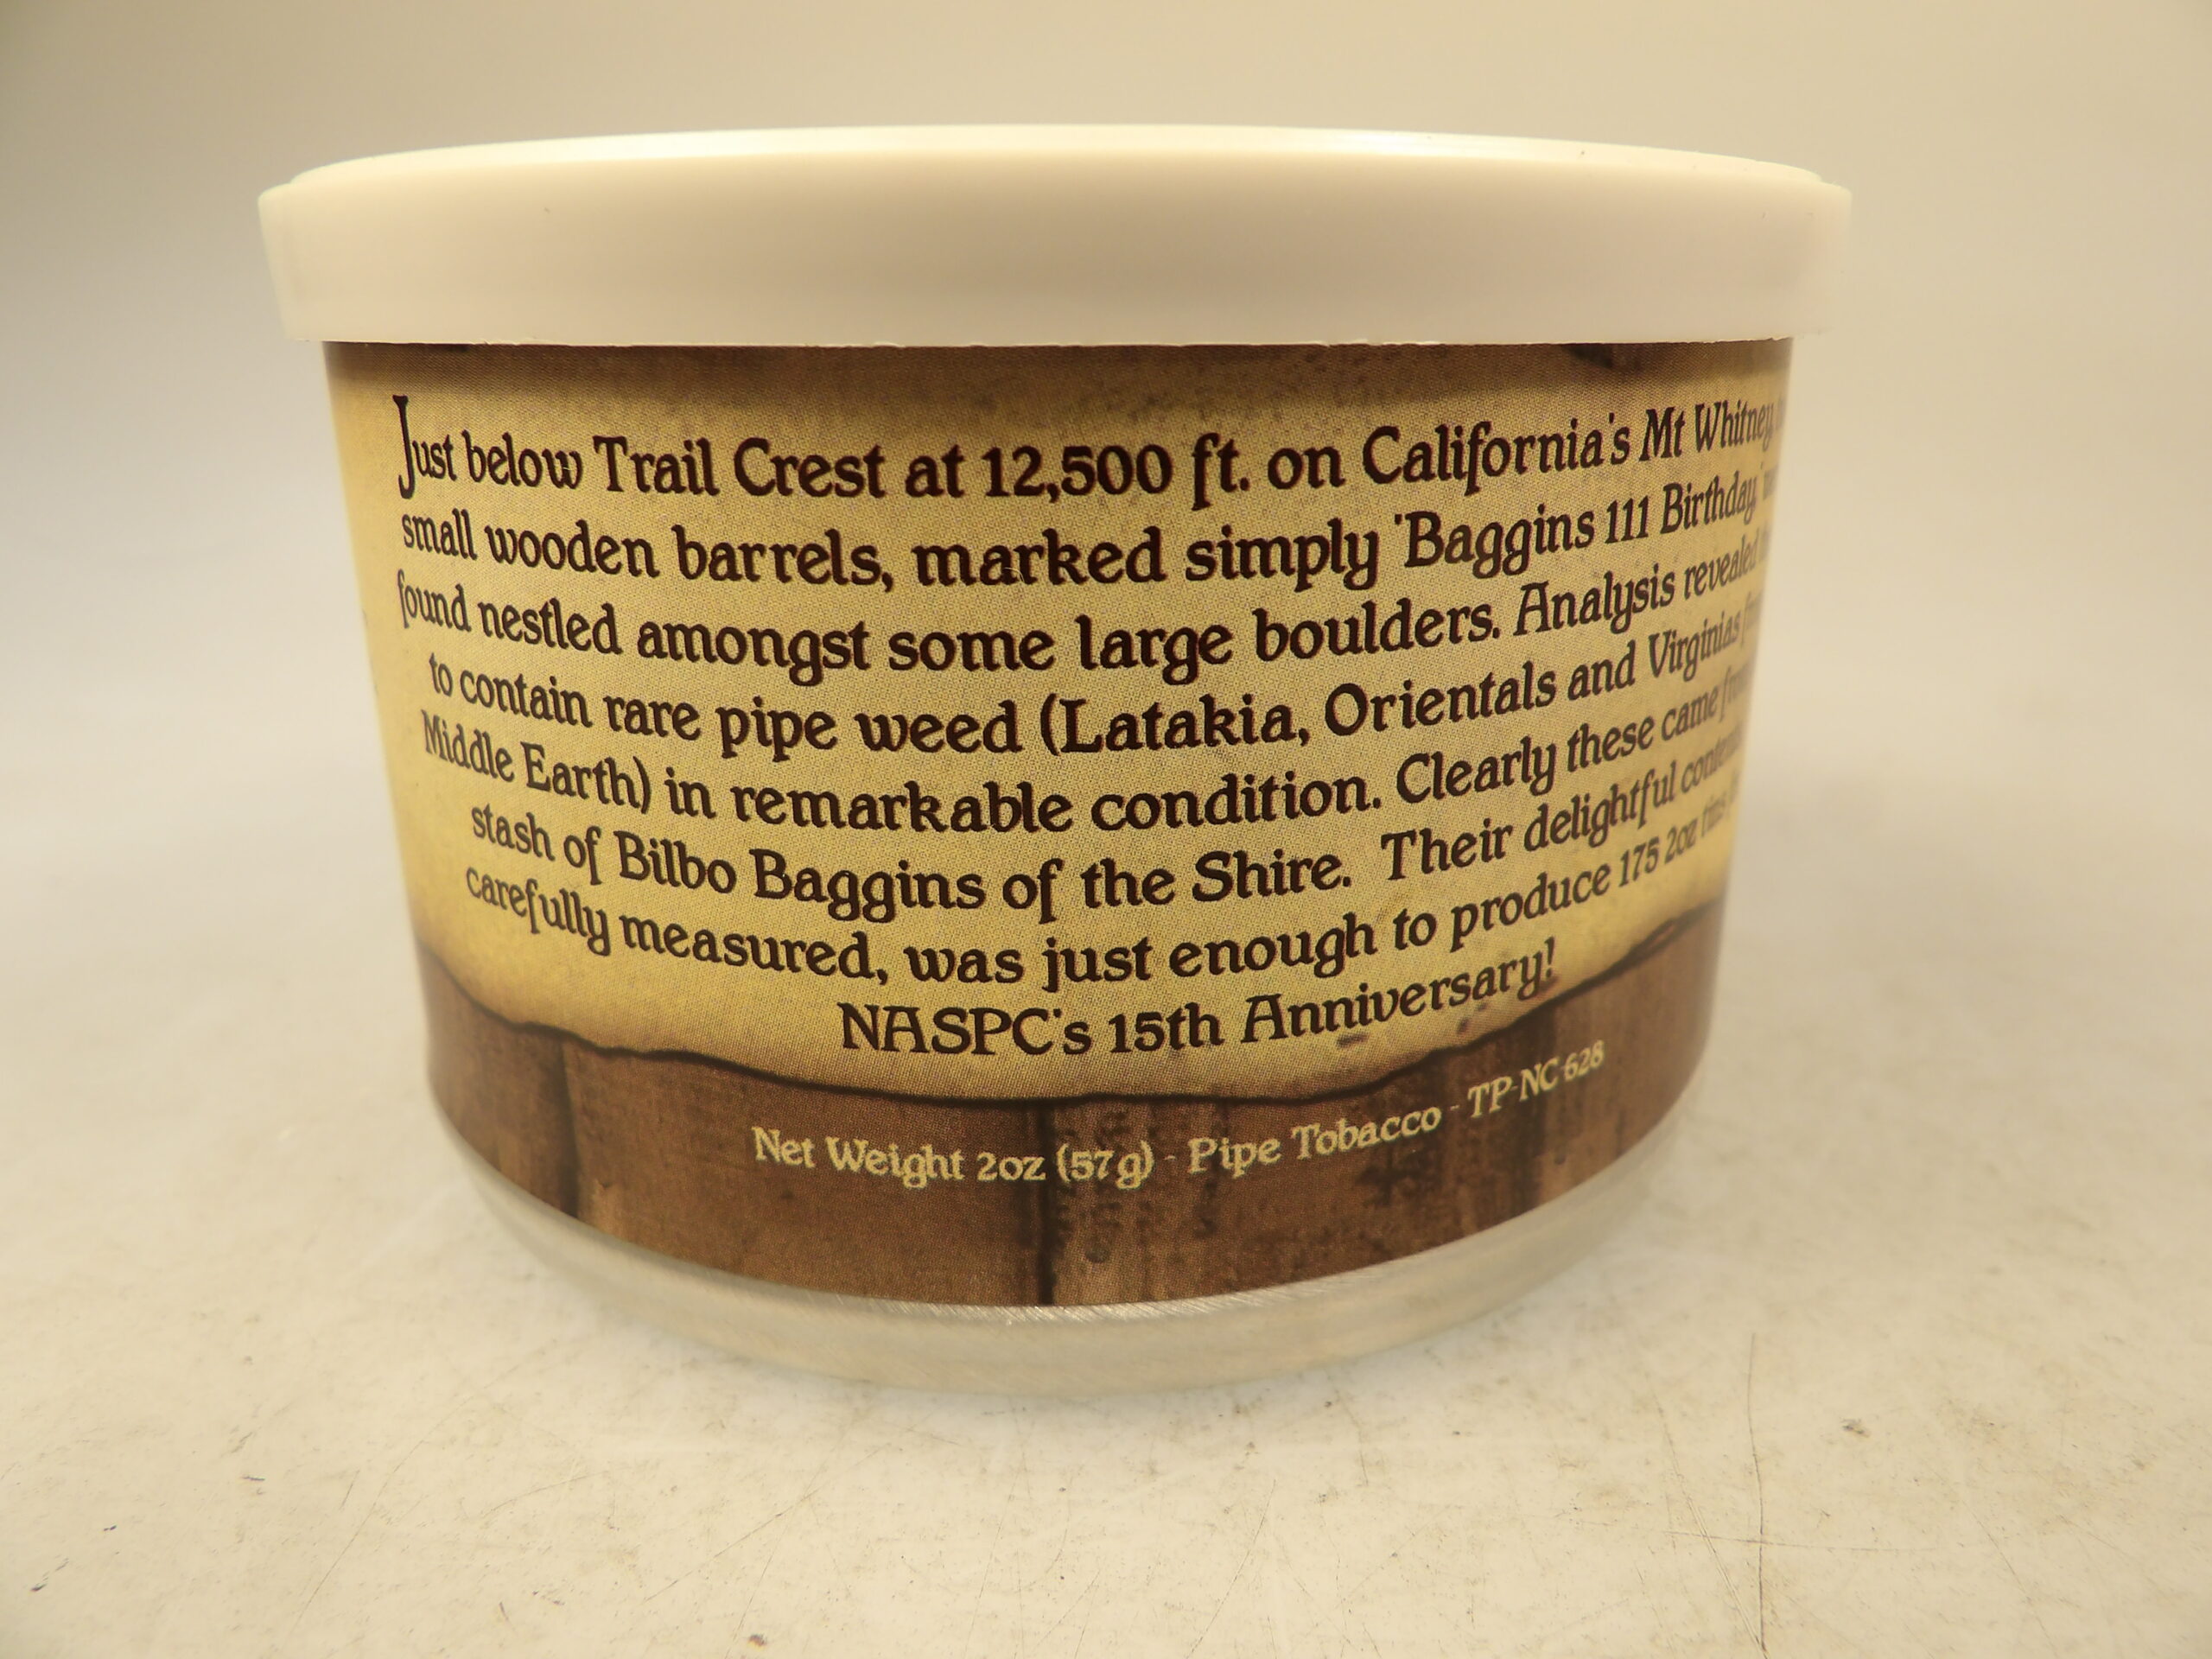 Just below Trail Crest at 12,500 ft. on California's Mt Whitney,
small wooden barrels, marked simply 'Baggins 111 Birthday,'
found nestled amongst some large boulders. Analysis revealed
to contain rare pipe weed (Latakia, Orientals and Virginias
Middle Earth) in remarkable condition. Clearly these came
stash of Bilbo Baggins of the Shire. Their delightful
carefully measured, was just enough to produce 175 2oz tins
NASPC's 15th Anniversary!
Net Weight 2oz (57g) - Pipe Tobacco - TP-NC-628